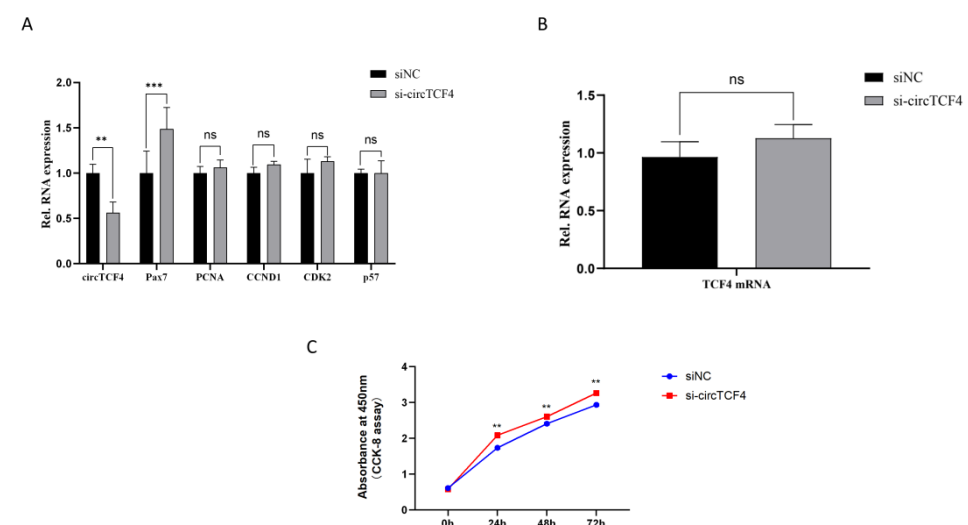 A
siNC
si-circTCF4
Rel. RNA expression
2.0
1.5
1.0
0.5
0.0
**
***
ns
ns
ns
ns
circTCF4 Pax7 PCNA CCND1 CDK2 p57
B
siNC
si-circTCF4
Rel. RNA expression
1.5
1.0
0.5
0.0
ns
TCF4 mRNA
C
Absorbance at 450nm
(CCK-8 assay)
4
3
2
1
0
**
**
**
siNC
si-circTCF4
0h 24h 48h 72h